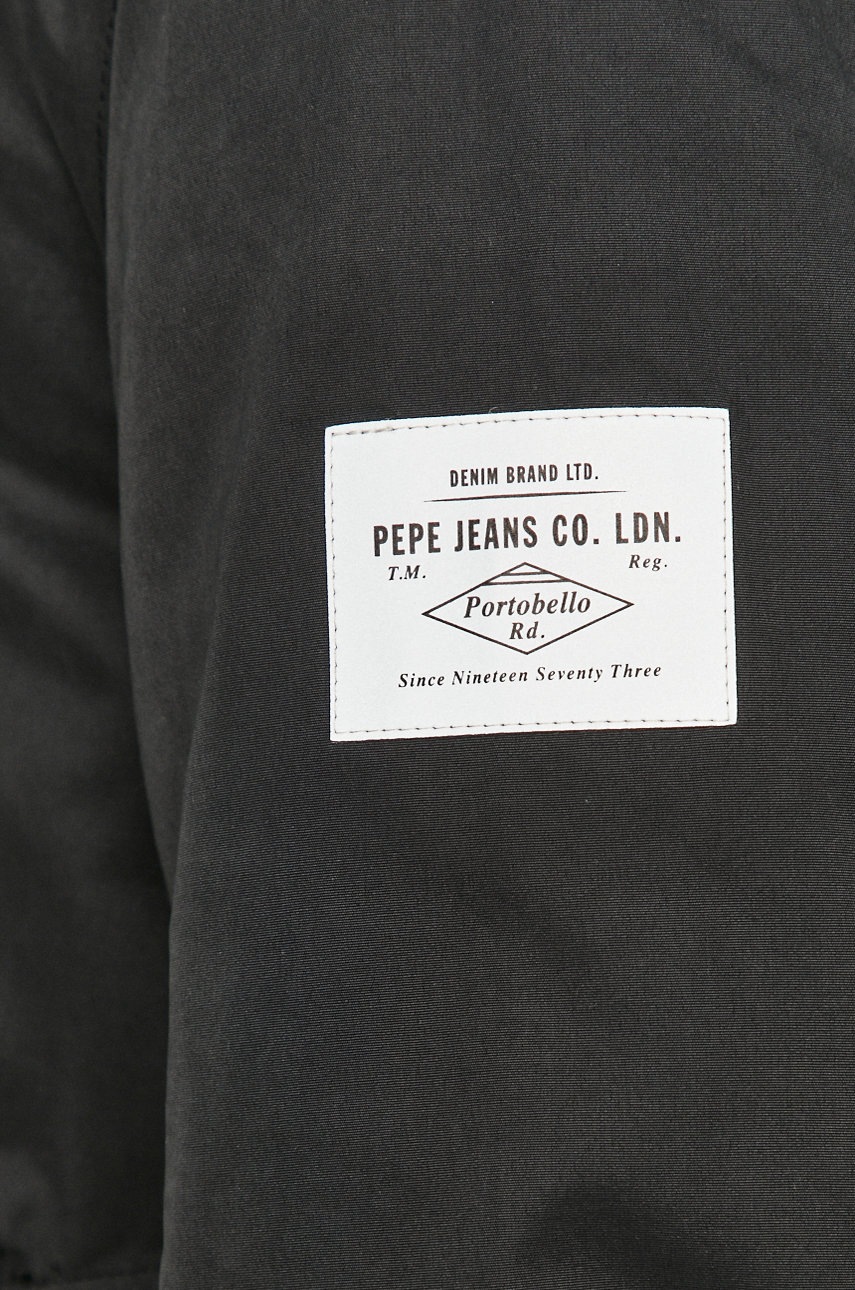 DENIM BRAND LTD.
PEPE JEANS CO. LDN.
T.M. Reg.
Portobello
Rd.
Since Nineteen Seventy Three